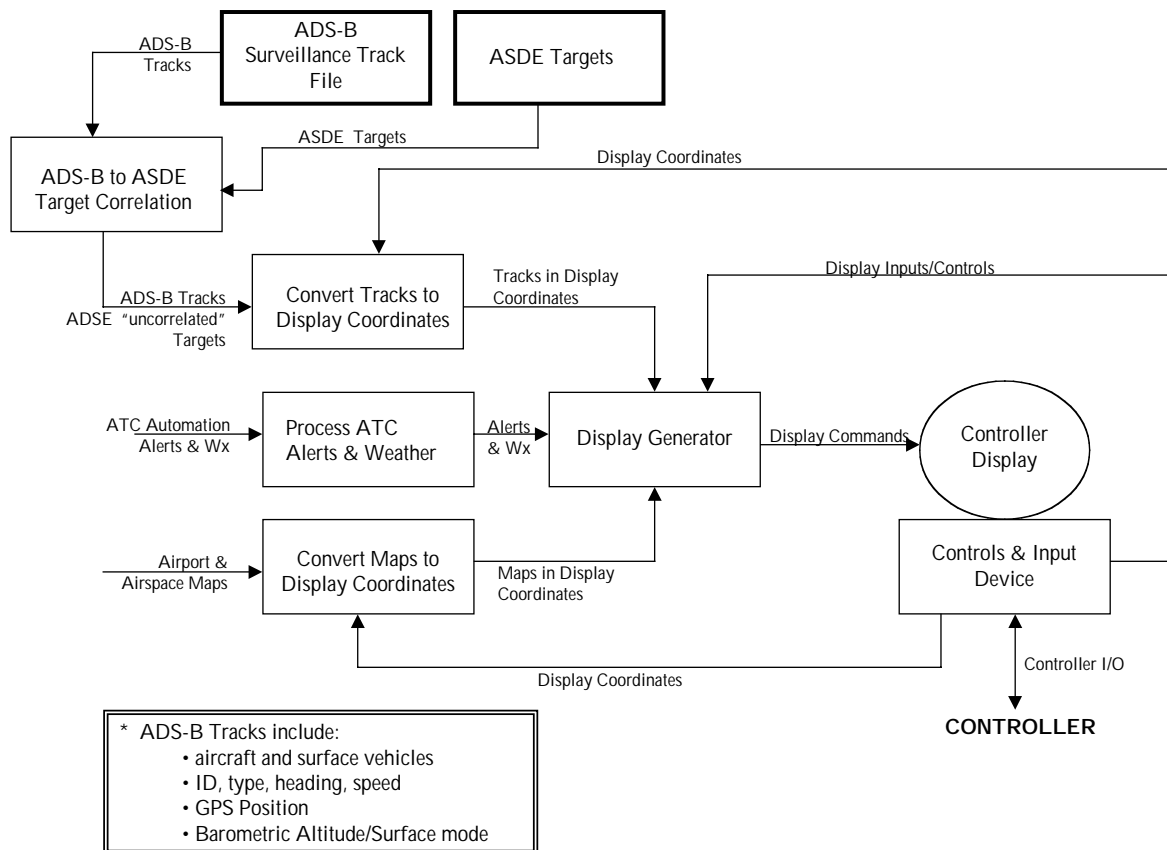 ADS-B
Surveillance Track
File
ASDE Targets
ADS-B
Tracks
ASDE Targets
Display Coordinates
ADS-B to ASDE
Target Correlation
Display Inputs/Controls
Tracks in Display
Coordinates
Convert Tracks to
Display Coordinates
ADS-B Tracks
ADSE "uncorrelated"
Targets
ATC Automation
Alerts & Wx
Process ATC
Alerts & Weather
Alerts
& Wx
Display Generator
Display Commands
Controller
Display
Airport &
Airspace Maps
Convert Maps to
Display Coordinates
Maps in Display
Coordinates
Controls & Input
Device
Display Coordinates
Controller I/O
CONTROLLER
* ADS-B Tracks include:
• aircraft and surface vehicles
• ID, type, heading, speed
• GPS Position
• Barometric Altitude/Surface mode